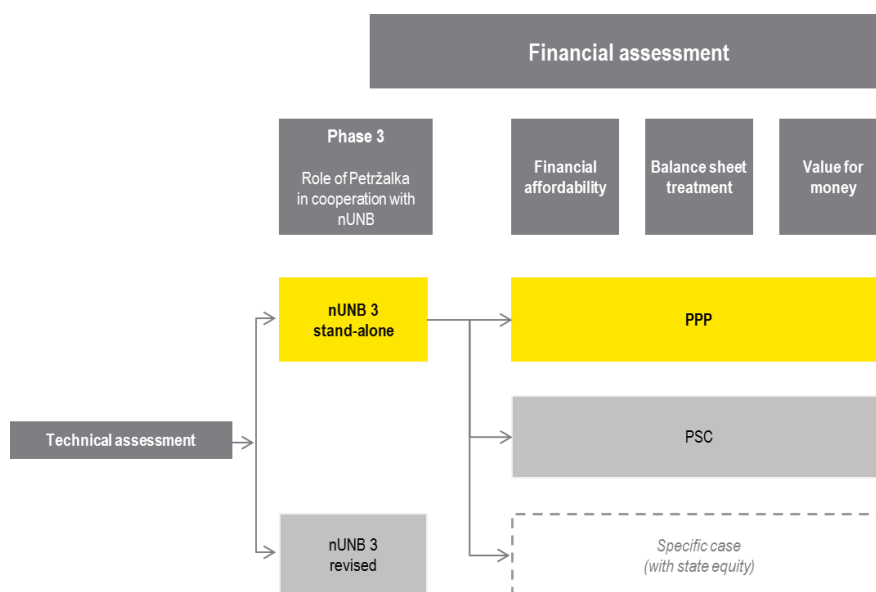 Financial assessment
Phase 3
Role of Petržalka
in cooperation with
nUNB
Financial
affordability
Balance sheet
treatment
Value for
money
nUNB 3
stand-alone
PPP
Technical assessment
PSC
nUNB 3
revised
Specific case
(with state equity)